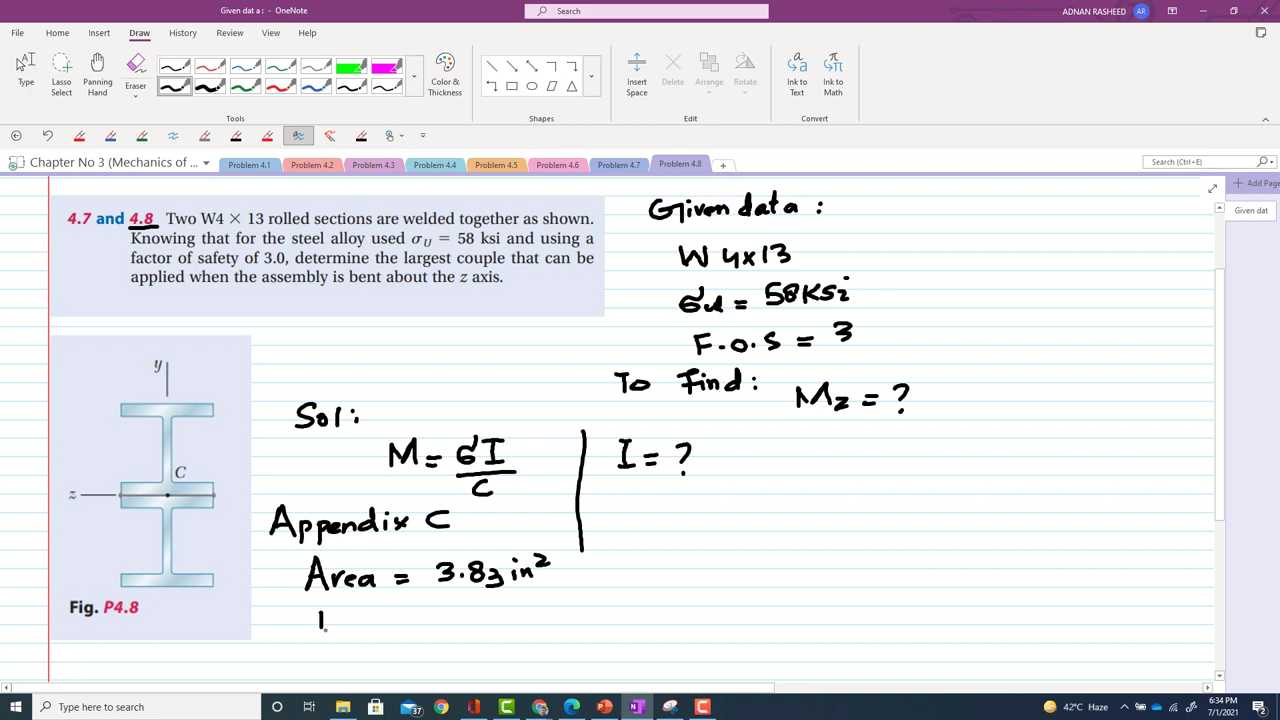 Given data : - OneNote
Search
ADNAN RASHEED
AR
File Home Insert Draw History Review View Help
Type
Lasso Select
Panning Hand
Eraser
Color & Thickness
Insert Space
Delete
Arrange
Rotate
Ink to Text
Ink to Math
Tools
Shapes
Edit
Convert
Chapter No 3 (Mechanics of ...
Problem 4.1
Problem 4.2
Problem 4.3
Problem 4.4
Problem 4.5
Problem 4.6
Problem 4.7
Problem 4.8
Search (Ctrl+E)
Add Page
Given dat
4.7 and 4.8 Two W4 × 13 rolled sections are welded together as shown.
Knowing that for the steel alloy used σU = 58 ksi and using a
factor of safety of 3.0, determine the largest couple that can be
applied when the assembly is bent about the z axis.
Given data :
W 4x13
σu = 58 KSi
F.O.S = 3
To Find :
Mz = ?
y
C
z
Fig. P4.8
Sol :
M = σI
C
I = ?
Appendix C
Area = 3.83 in²
Type here to search
37
42°C Haze
6:34 PM
7/1/2021